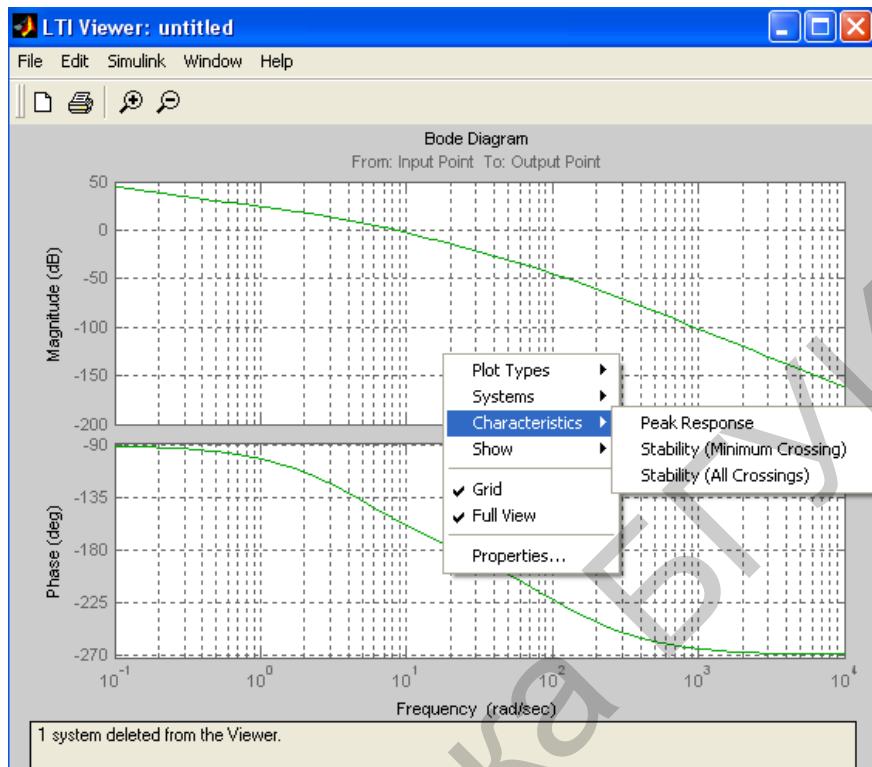 LTI Viewer: untitled
File Edit Simulink Window Help
Bode Diagram
From: Input Point To: Output Point
Magnitude (dB)
50
0
-50
-100
-150
-200
Phase (deg)
-90
-135
-180
-225
-270
10^-1 10^0 10^1 10^2 10^3 10^4
Frequency (rad/sec)
Plot Types
Systems
Characteristics
Show
Grid
Full View
Properties...
Peak Response
Stability (Minimum Crossing)
Stability (All Crossings)
1 system deleted from the Viewer.